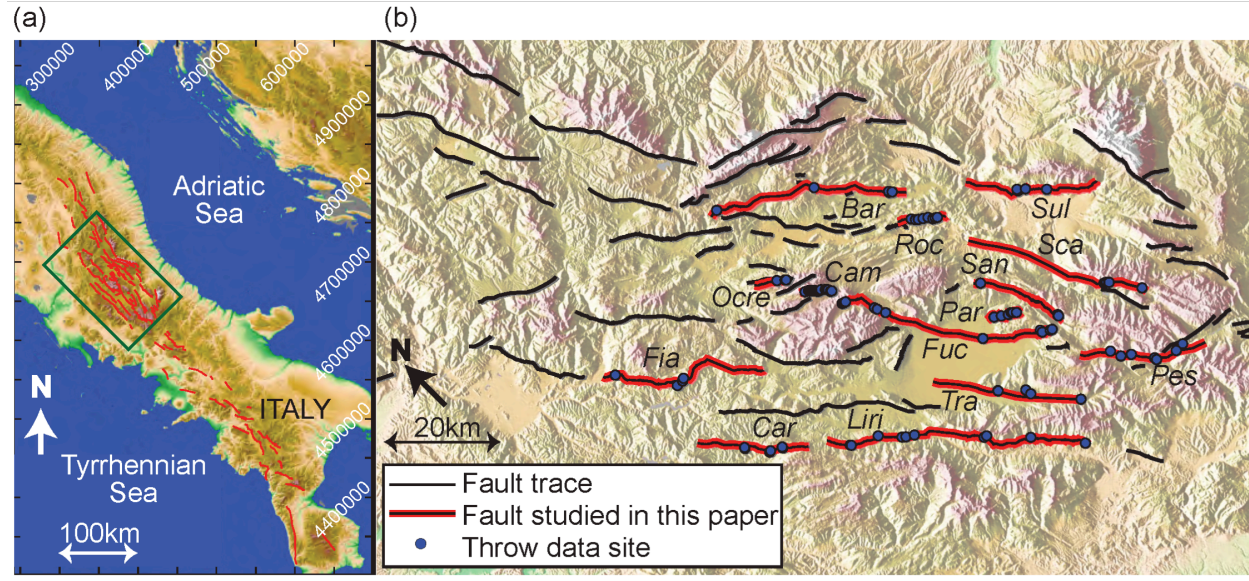 (a)
(b)
300000
400000
500000
600000
4900000
4800000
4700000
4600000
4500000
4400000
Adriatic
Sea
N
ITALY
Tyrrhennian
Sea
100km
Bar
Sul
Roc
Sca
San
Cam
Ocre
Par
Fuc
Fia
Pes
N
Tra
20km
Liri
Car
Fault trace
Fault studied in this paper
Throw data site